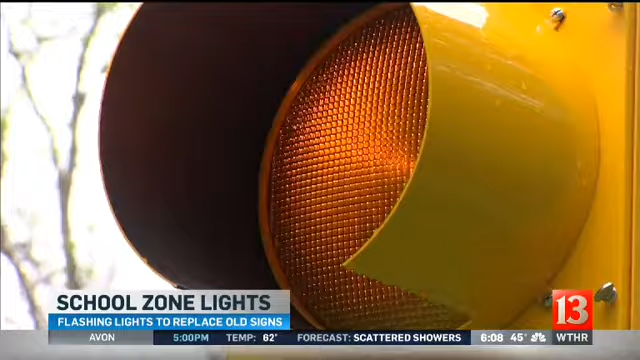 SCHOOL ZONE LIGHTS
FLASHING LIGHTS TO REPLACE OLD SIGNS
13
AVON 5:00PM TEMP: 62° FORECAST: SCATTERED SHOWERS 6:08 45° WTHR